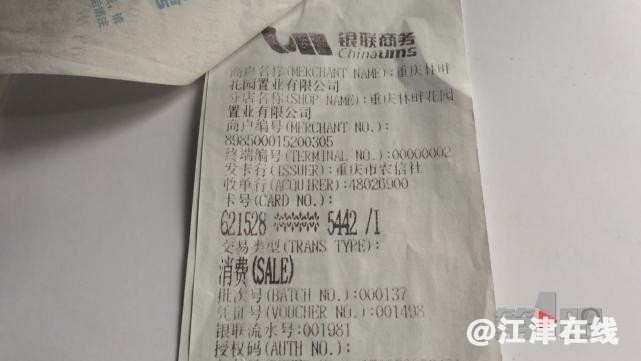 银联商务
Chinaums
商户名称(MERCHANT NAME):重庆林畔
花园置业有限公司
分店名称(SHOP NAME):重庆林畔花园
置业有限公司
商户编号(MERCHANT NO.):
898500015200305
终端编号(TERMINAL NO.):00000002
发卡行(ISSUER):重庆市农信社
收单行(ACQUIRER):48026900
卡号(CARD NO.):
621528 ****** 5442 /I
交易类型(TRANS TYPE):
消费(SALE)
批次号(BATCH NO.):000137
凭证号(VOUCHER NO.):001498
银联流水号:001981
授权码(AUTH NO.):
@江津在线